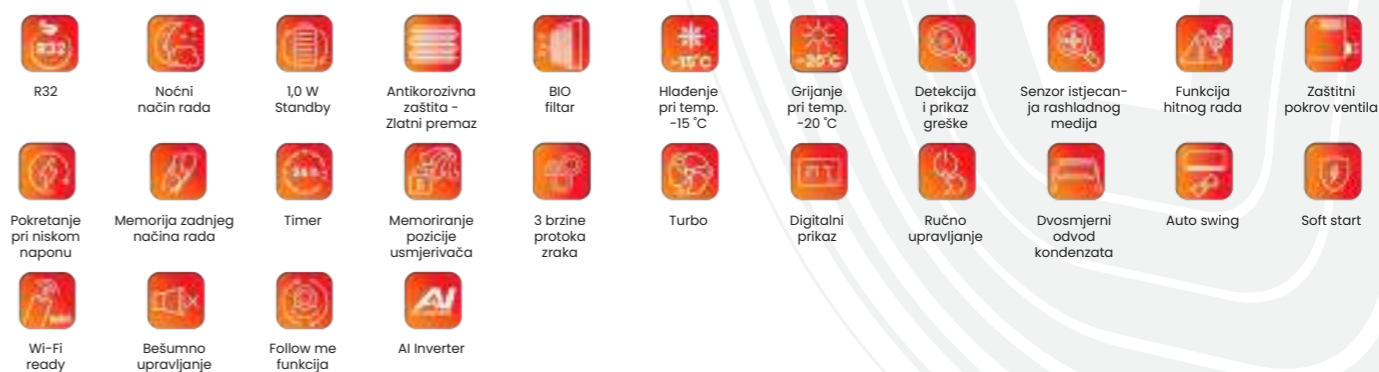 R32
-15°C
-20°C
R32
Noćni
način rada
1,0 W
Standby
Antikorozivna
zaštita -
Zlatni premaz
BIO
filtar
Hlađenje
pri temp.
-15 °C
Grijanje
pri temp.
-20 °C
Detekcija
i prikaz
greške
Senzor istjecan-
ja rashladnog
medija
Funkcija
hitnog rada
Zaštitni
pokrov ventila
Pokretanje
pri niskom
naponu
Memorija zadnjeg
načina rada
Timer
Memoriranje
pozicije
usmjerivača
3 brzine
protoka
zraka
Turbo
Digitalni
prikaz
Ručno
upravljanje
Dvosmjerni
odvod
kondenzata
Auto swing
Soft start
AI
Wi-Fi
ready
Bešumno
upravljanje
Follow me
funkcija
AI Inverter